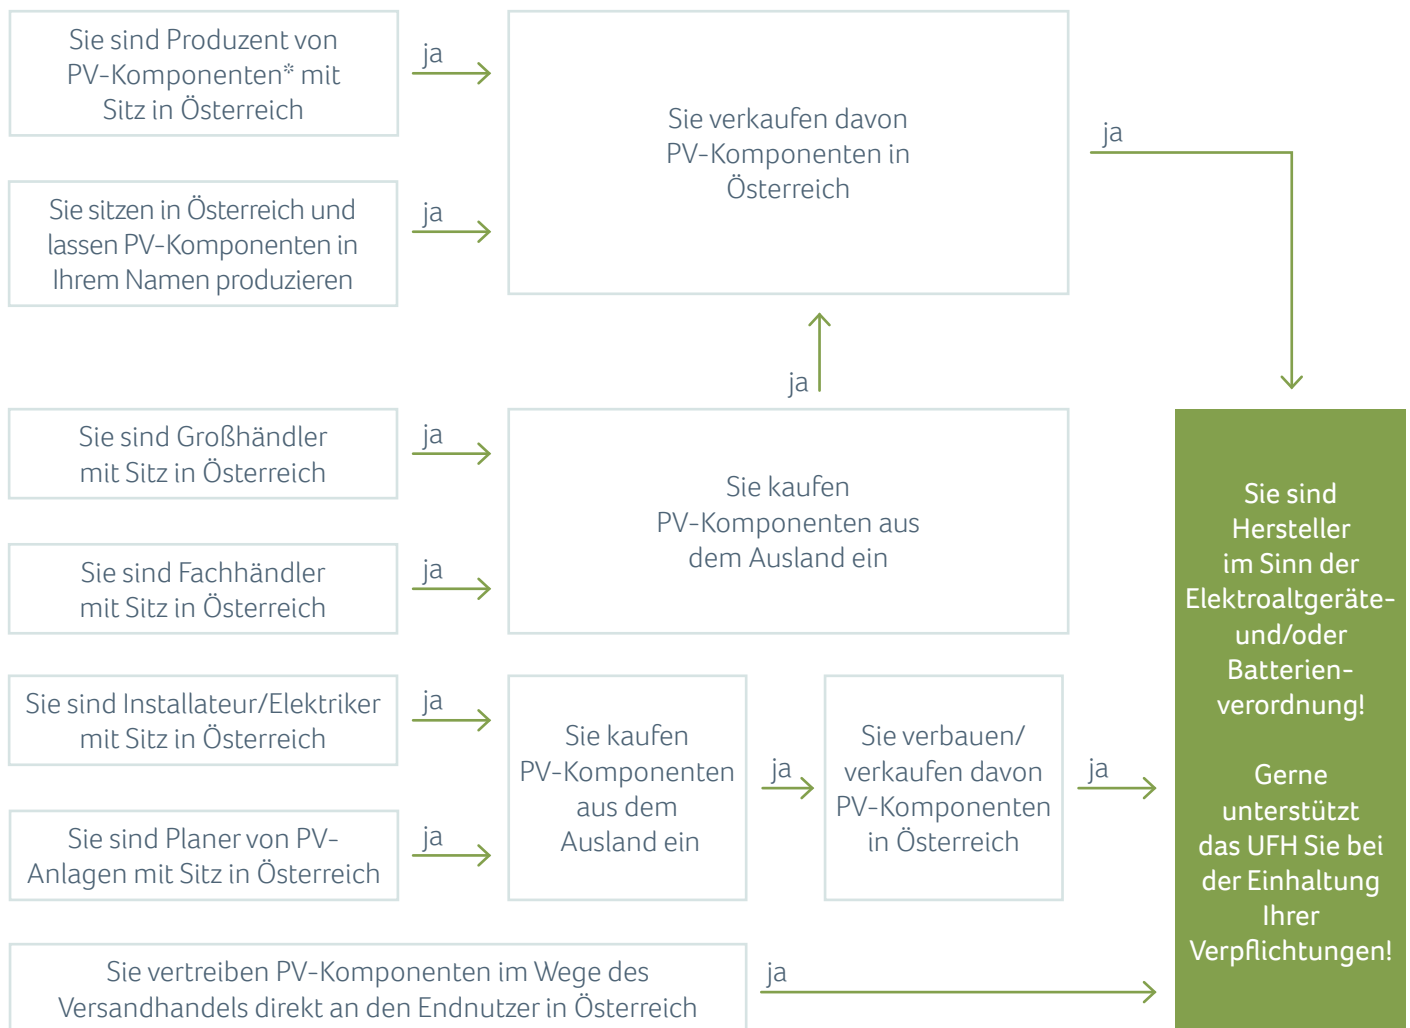 Sie sind Produzent von
PV-Komponenten* mit
Sitz in Österreich
ja
Sie sitzen in Österreich und
lassen PV-Komponenten in
Ihrem Namen produzieren
ja
Sie verkaufen davon
PV-Komponenten in
Österreich
ja
ja
Sie sind Großhändler
mit Sitz in Österreich
ja
Sie sind Fachhändler
mit Sitz in Österreich
ja
Sie kaufen
PV-Komponenten aus
dem Ausland ein
Sie sind Installateur/Elektriker
mit Sitz in Österreich
ja
Sie sind Planer von PV-
Anlagen mit Sitz in Österreich
ja
Sie kaufen
PV-Komponenten
aus dem
Ausland ein
ja
Sie verbauen/
verkaufen davon
PV-Komponenten
in Österreich
ja
Sie vertreiben PV-Komponenten im Wege des
Versandhandels direkt an den Endnutzer in Österreich
ja
Sie sind
Hersteller
im Sinn der
Elektroaltgeräte-
und/oder
Batterien-
verordnung!
Gerne
unterstützt
das UFH Sie bei
der Einhaltung
Ihrer
Verpflichtungen!